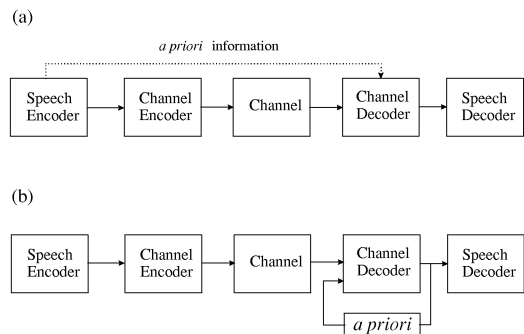 (a)
a priori information
Speech
Encoder
Channel
Encoder
Channel
Channel
Decoder
Speech
Decoder
(b)
Speech
Encoder
Channel
Encoder
Channel
Channel
Decoder
Speech
Decoder
a priori